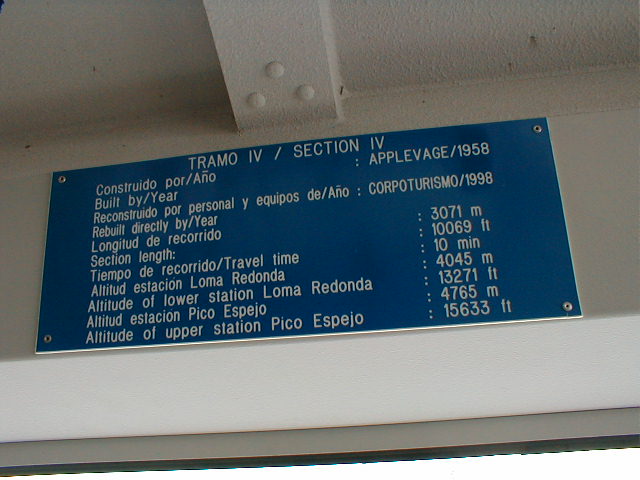 TRAMO IV / SECTION IV
Construido por/Año : APPLEVAGE/1958
Built by/Year
Reconstruido por personal y equipos de/Año : CORPOTURISMO/1998
Rebuilt directly by/Year
Longitud de recorrido : 3071 m
Section length: : 10069 ft
Tiempo de recorrido/Travel time : 10 min
Altitud estación Loma Redonda : 4045 m
Altitude of lower station Loma Redonda : 13271 ft
Altitud estación Pico Espejo : 4765 m
Altitude of upper station Pico Espejo : 15633 ft